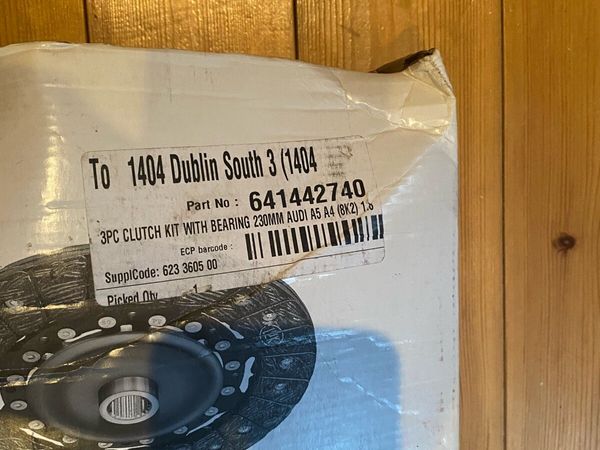 To 1404 Dublin South 3 (1404
Part No : 641442740
3PC CLUTCH KIT WITH BEARING 230MM AUDI A5 A4 (8K2) 1.8
ECP barcode :
SupplCode: 623 3605 00
Picked Qty 1